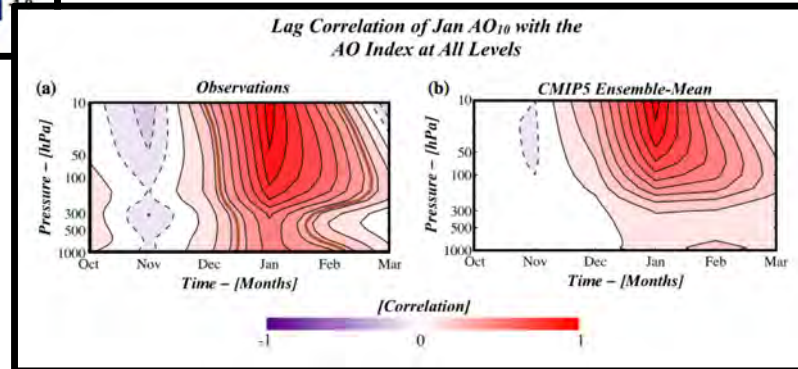 Lag Correlation of Jan AO10 with the
AO Index at All Levels
(a) Observations
(b) CMIP5 Ensemble-Mean
Pressure – [hPa]
10
50
100
300
500
1000
Oct Nov Dec Jan Feb Mar
Time – [Months]
Pressure – [hPa]
10
50
100
300
500
1000
Oct Nov Dec Jan Feb Mar
Time – [Months]
[Correlation]
-1 0 1